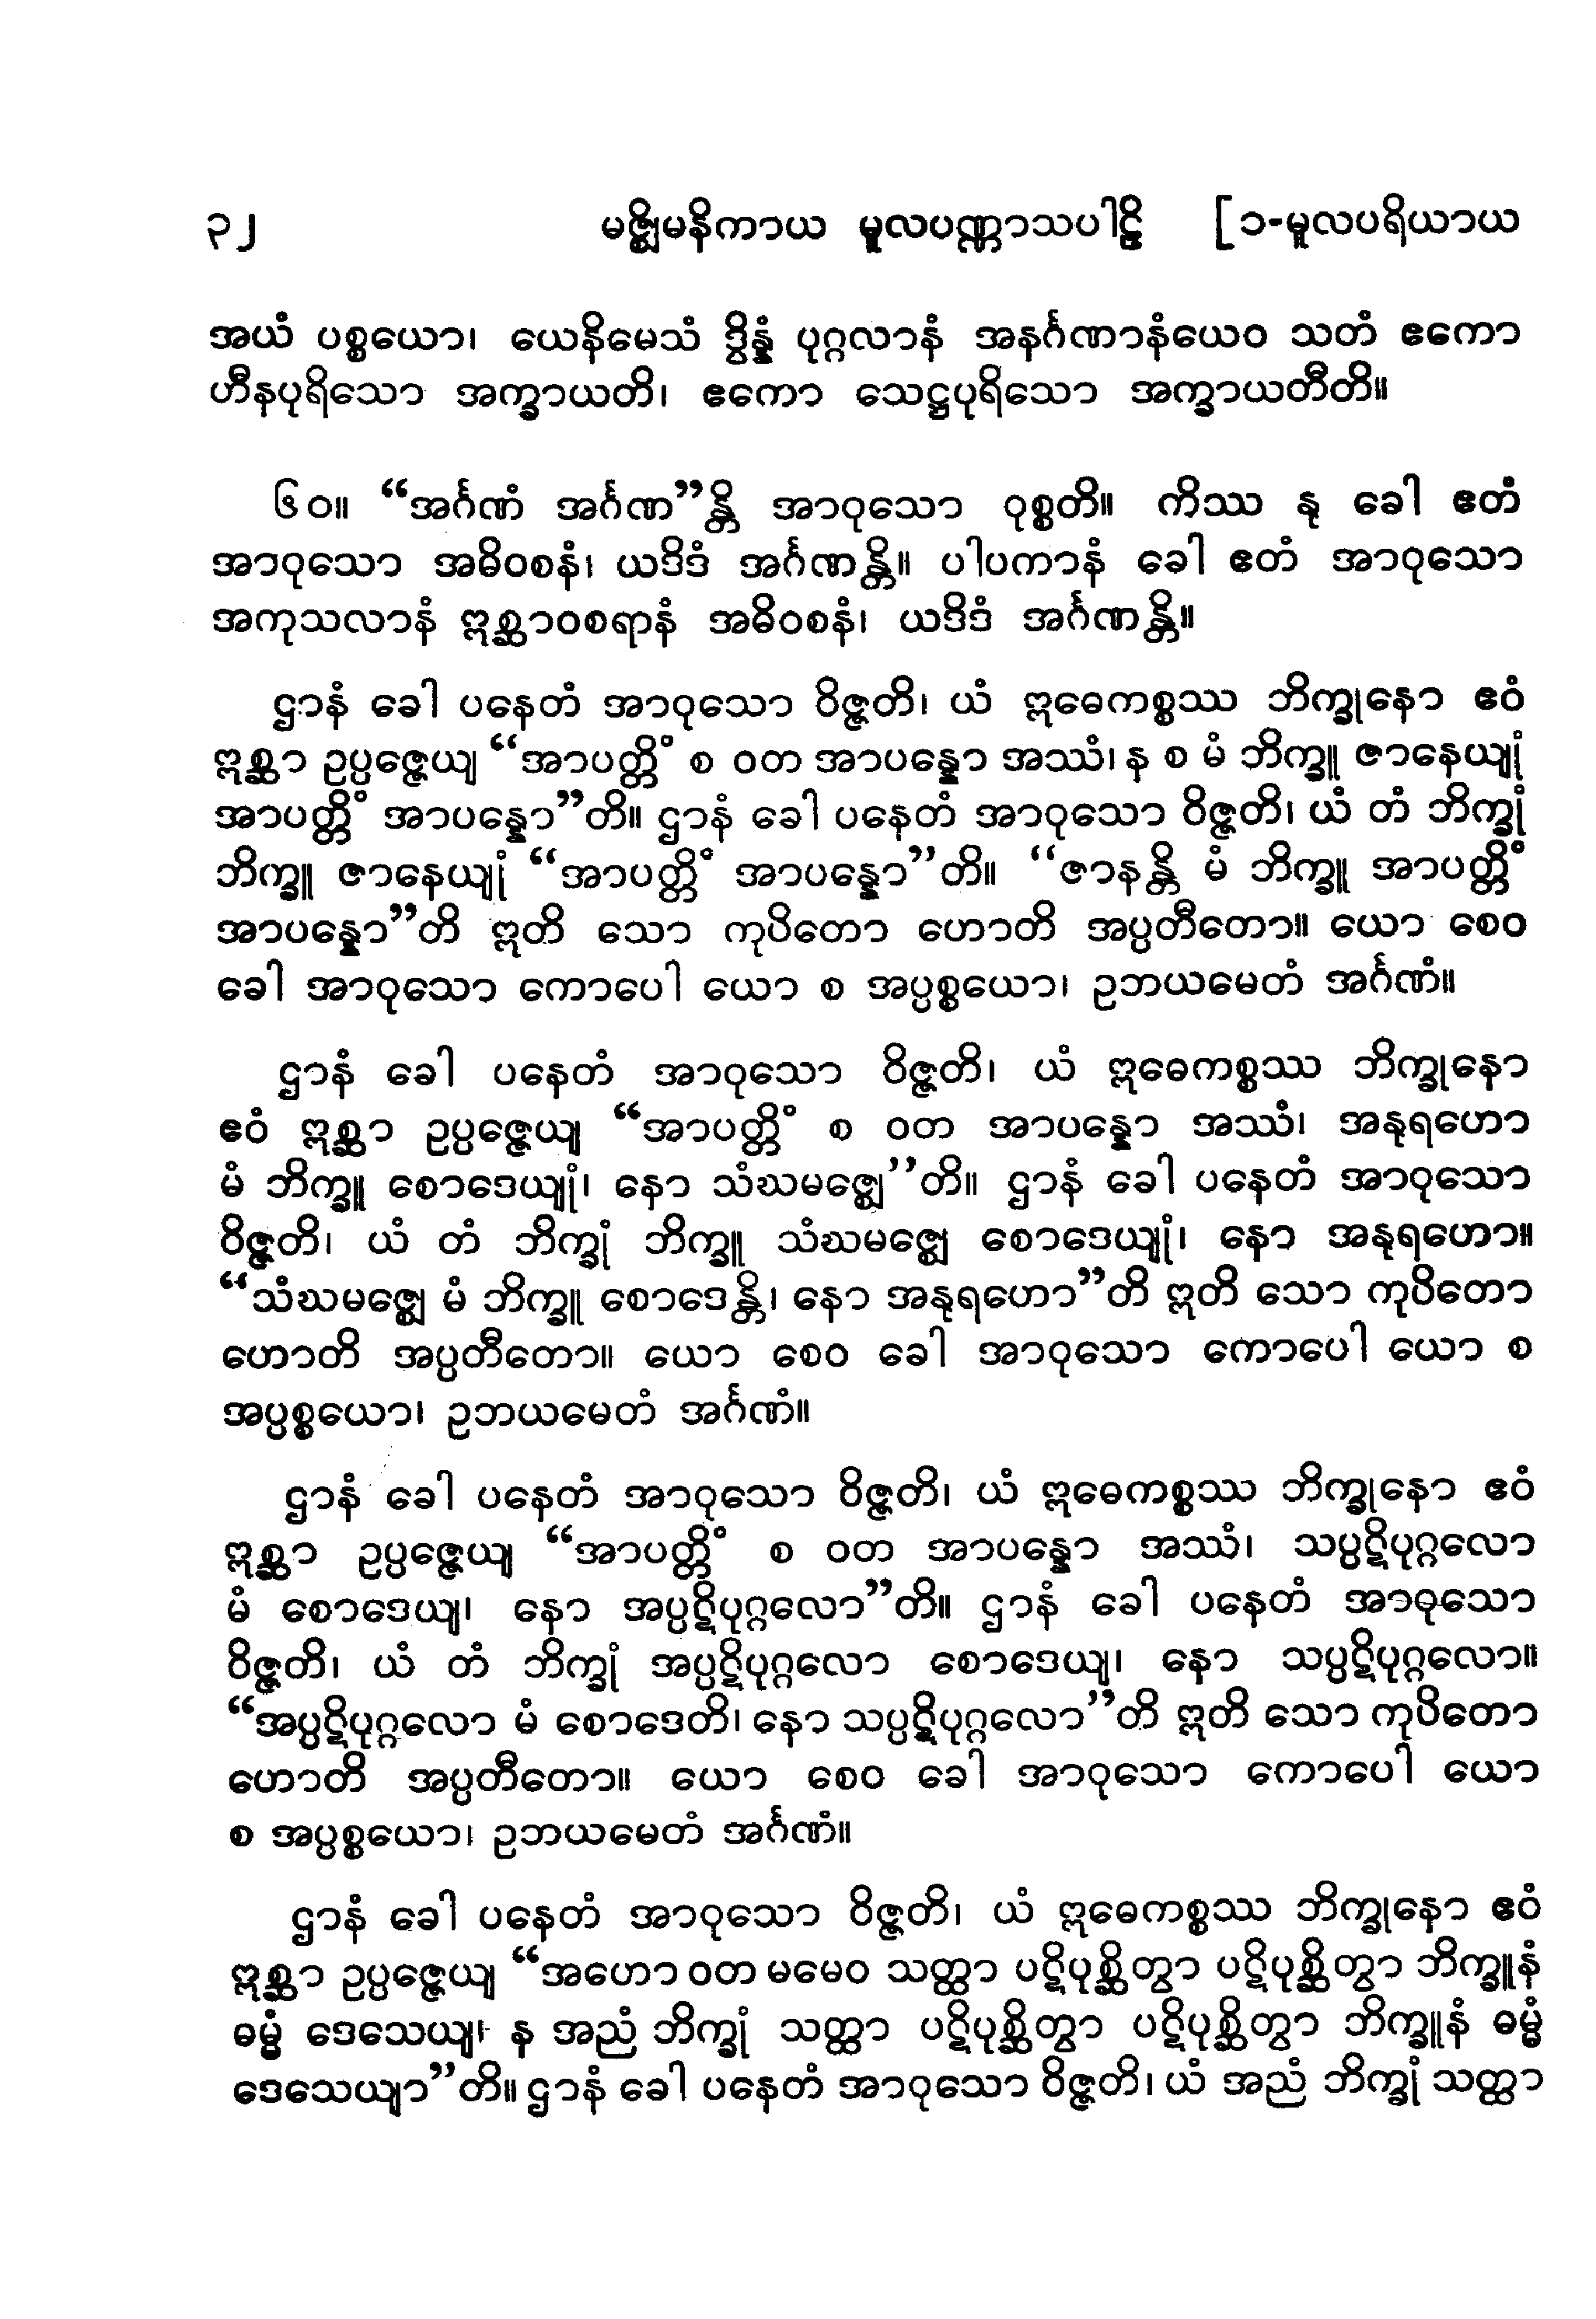 ၃၂ မဇ္ဈိမနိကာယ မူလပဏ္ဏာသပါဠိ [၁-မူလပရိယာယ
အယံ ပစ္စယော၊ ယေနိမေသံ ဒွိန္နံ ပုဂ္ဂလာနံ အနင်္ဂဏာနံယေဝ သတံ ဧကော
ဟီနပုရိသော အက္ခာယတိ၊ ဧကော သေဋ္ဌပုရိသော အက္ခာယတီတိ။
၆၀။ “အင်္ဂဏံ အင်္ဂဏ”န္တိ အာဝုသော ဝုစ္စတိ။ ကိဿ နု ခေါ ဧတံ
အာဝုသော အဓိဝစနံ၊ ယဒိဒံ အင်္ဂဏန္တိ။ ပါပကာနံ ခေါ ဧတံ အာဝုသော
အကုသလာနံ ဣစ္ဆာဝစရာနံ အဓိဝစနံ၊ ယဒိဒံ အင်္ဂဏန္တိ။
ဌာနံ ခေါ ပနေတံ အာဝုသော ဝိဇ္ဇတိ၊ ယံ ဣဓေကစ္စဿ ဘိက္ခုနော ဧဝံ
ဣစ္ဆာ ဥပ္ပဇ္ဇေယျ “အာပတ္တိံ စ ဝတ အာပန္နော အဿံ၊ န စ မံ ဘိက္ခူ ဇာနေယျုံ
အာပတ္တိံ အာပန္နော”တိ။ ဌာနံ ခေါ ပနေတံ အာဝုသော ဝိဇ္ဇတိ၊ ယံ တံ ဘိက္ခုံ
ဘိက္ခူ ဇာနေယျုံ “အာပတ္တိံ အာပန္နော”တိ။ “ဇာနန္တိ မံ ဘိက္ခူ အာပတ္တိံ
အာပန္နော”တိ ဣတိ သော ကုပိတော ဟောတိ အပ္ပတီတော။ ယော စေဝ
ခေါ အာဝုသော ကောပေါ ယော စ အပ္ပစ္စယော၊ ဥဘယမေတံ အင်္ဂဏံ။
ဌာနံ ခေါ ပနေတံ အာဝုသော ဝိဇ္ဇတိ၊ ယံ ဣဓေကစ္စဿ ဘိက္ခုနော
ဧဝံ ဣစ္ဆာ ဥပ္ပဇ္ဇေယျ “အာပတ္တိံ စ ဝတ အာပန္နော အဿံ၊ အနုရဟော
မံ ဘိက္ခူ စောဒေယျုံ၊ နော သံဃမဇ္ဈေ”တိ။ ဌာနံ ခေါ ပနေတံ အာဝုသော
ဝိဇ္ဇတိ၊ ယံ တံ ဘိက္ခုံ ဘိက္ခူ သံဃမဇ္ဈေ စောဒေယျုံ၊ နော အနုရဟော။
“သံဃမဇ္ဈေ မံ ဘိက္ခူ စောဒေန္တိ၊ နော အနုရဟော”တိ ဣတိ သော ကုပိတော
ဟောတိ အပ္ပတီတော။ ယော စေဝ ခေါ အာဝုသော ကောပေါ ယော စ
အပ္ပစ္စယော၊ ဥဘယမေတံ အင်္ဂဏံ။
ဌာနံ ခေါ ပနေတံ အာဝုသော ဝိဇ္ဇတိ၊ ယံ ဣဓေကစ္စဿ ဘိက္ခုနော ဧဝံ
ဣစ္ဆာ ဥပ္ပဇ္ဇေယျ “အာပတ္တိံ စ ဝတ အာပန္နော အဿံ၊ သပ္ပဋိပုဂ္ဂလော
မံ စောဒေယျ၊ နော အပ္ပဋိပုဂ္ဂလော”တိ။ ဌာနံ ခေါ ပနေတံ အာဝုသော
ဝိဇ္ဇတိ၊ ယံ တံ ဘိက္ခုံ အပ္ပဋိပုဂ္ဂလော စောဒေယျ၊ နော သပ္ပဋိပုဂ္ဂလော။
“အပ္ပဋိပုဂ္ဂလော မံ စောဒေတိ၊ နော သပ္ပဋိပုဂ္ဂလော”တိ ဣတိ သော ကုပိတော
ဟောတိ အပ္ပတီတော။ ယော စေဝ ခေါ အာဝုသော ကောပေါ ယော
စ အပ္ပစ္စယော၊ ဥဘယမေတံ အင်္ဂဏံ။
ဌာနံ ခေါ ပနေတံ အာဝုသော ဝိဇ္ဇတိ၊ ယံ ဣဓေကစ္စဿ ဘိက္ခုနော ဧဝံ
ဣစ္ဆာ ဥပ္ပဇ္ဇေယျ “အဟော ဝတ မမေဝ သတ္ထာ ပဋိပုစ္ဆိတွာ ပဋိပုစ္ဆိတွာ ဘိက္ခူနံ
ဓမ္မံ ဒေသေယျ၊ န အညံ ဘိက္ခုံ သတ္ထာ ပဋိပုစ္ဆိတွာ ပဋိပုစ္ဆိတွာ ဘိက္ခူနံ ဓမ္မံ
ဒေသေယျာ”တိ။ ဌာနံ ခေါ ပနေတံ အာဝုသော ဝိဇ္ဇတိ၊ ယံ အညံ ဘိက္ခုံ သတ္ထာ